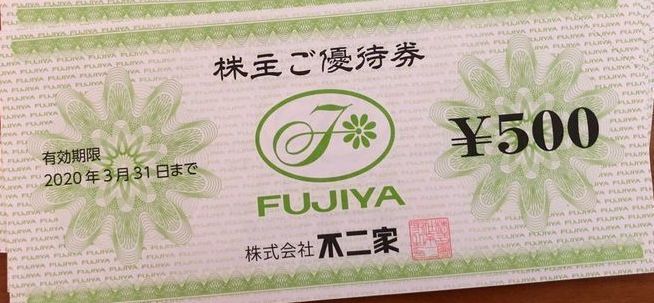 株主ご優待券
F
¥500
有効期限
2020年3月31日まで
FUJIYA
株式会社 不二家